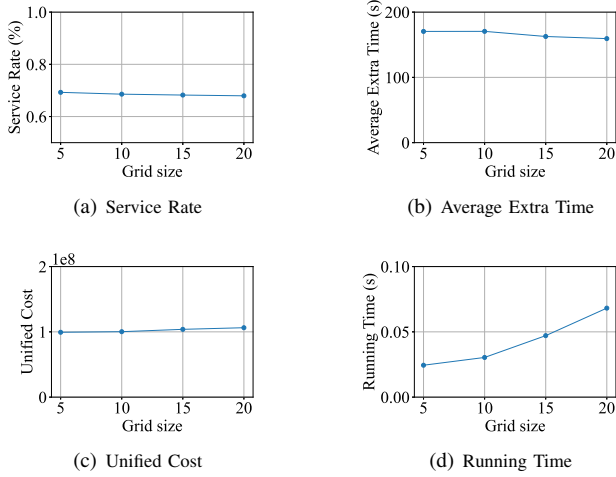 1.0
0.8
0.6
Service Rate (%)
5 10 15 20
Grid size
(a) Service Rate
200
100
0
Average Extra Time (s)
5 10 15 20
Grid size
(b) Average Extra Time
1e8
2
1
0
Unified Cost
5 10 15 20
Grid size
(c) Unified Cost
0.10
0.05
0.00
Running Time (s)
5 10 15 20
Grid size
(d) Running Time